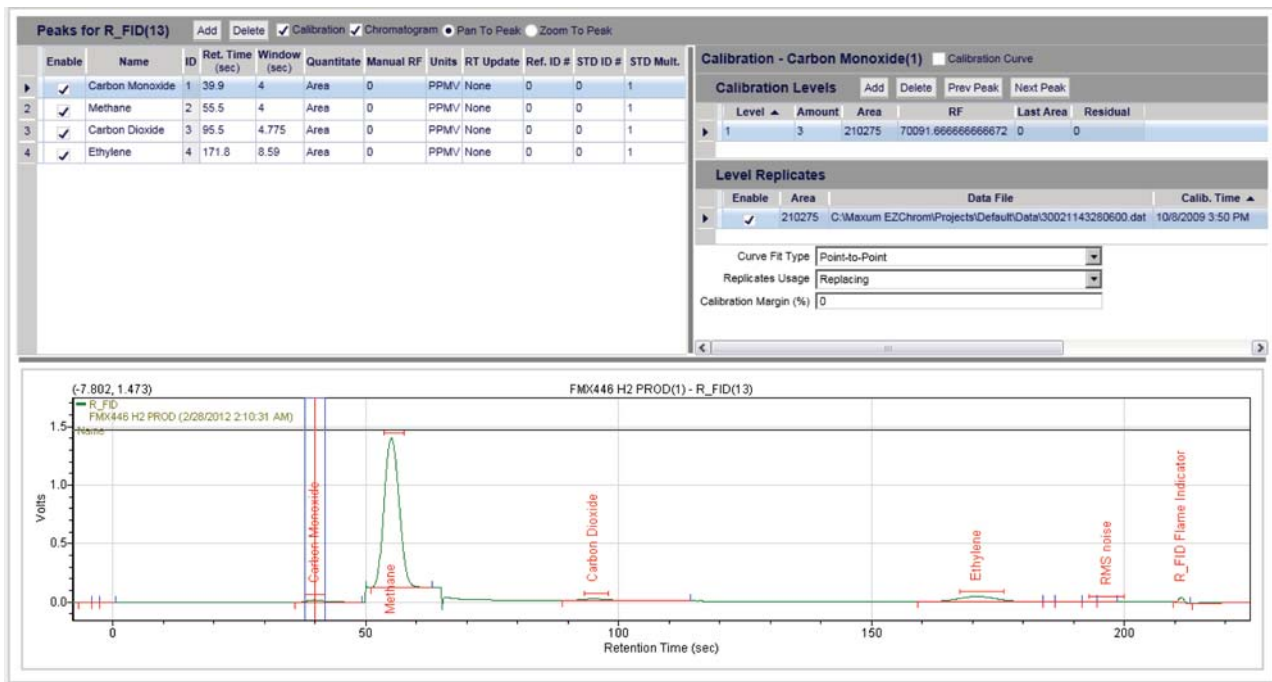 Peaks for R_FID(13) Add Delete Calibration Chromatogram Pan To Peak Zoom To Peak
Enable Name ID Ret. Time (sec) Window (sec) Quantitate Manual RF Units RT Update Ref. ID # STD ID # STD Mult.
Carbon Monoxide 1 39.9 4 Area 0 PPMV None 0 0 1
2 Methane 2 55.5 4 Area 0 PPMV None 0 0 1
3 Carbon Dioxide 3 95.5 4.775 Area 0 PPMV None 0 0 1
4 Ethylene 4 171.8 8.59 Area 0 PPMV None 0 0 1
Calibration - Carbon Monoxide(1) Calibration Curve
Calibration Levels Add Delete Prev Peak Next Peak
Level Amount Area RF Last Area Residual
1 3 210275 70091.666666666672 0 0
Level Replicates
Enable Area Data File Calib. Time
210275 C:\Maxum EZChrom\Projects\Default\Data\30021143280600.dat 10/8/2009 3:50 PM
Curve Fit Type Point-to-Point
Replicates Usage Replacing
Calibration Margin (%) 0
(-7.802, 1.473) FMX446 H2 PROD(1) - R_FID(13)
R_FID
FMX446 H2 PROD (2/28/2012 2:10:31 AM)
Name
1.5
1.0
0.5
0.0
Volts
Carbon Monoxide
Methane
Carbon Dioxide
Ethylene
RMS noise
R_FID Flame Indicator
0 50 100 150 200
Retention Time (sec)